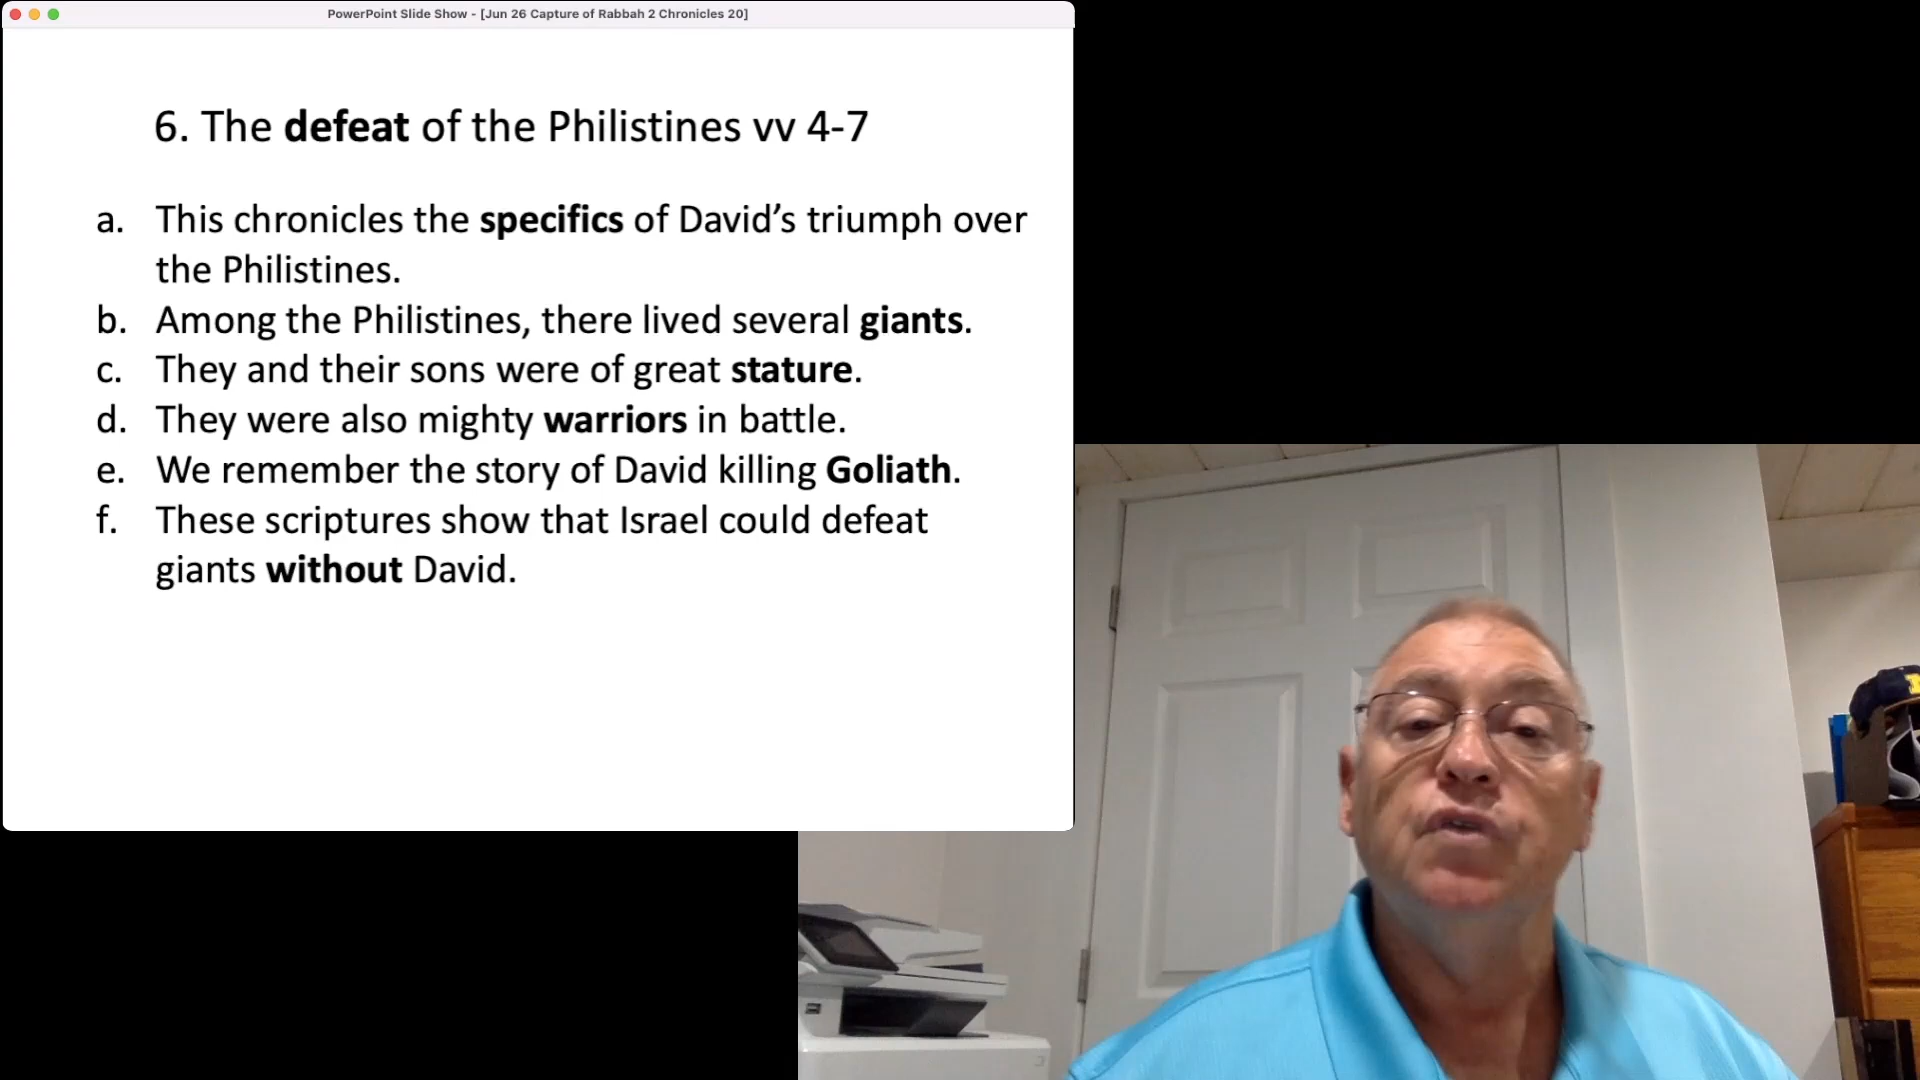 PowerPoint Slide Show - [Jun 26 Capture of Rabbah 2 Chronicles 20]
6. The defeat of the Philistines vv 4-7
a. This chronicles the specifics of David’s triumph over
the Philistines.
b. Among the Philistines, there lived several giants.
c. They and their sons were of great stature.
d. They were also mighty warriors in battle.
e. We remember the story of David killing Goliath.
f. These scriptures show that Israel could defeat
giants without David.